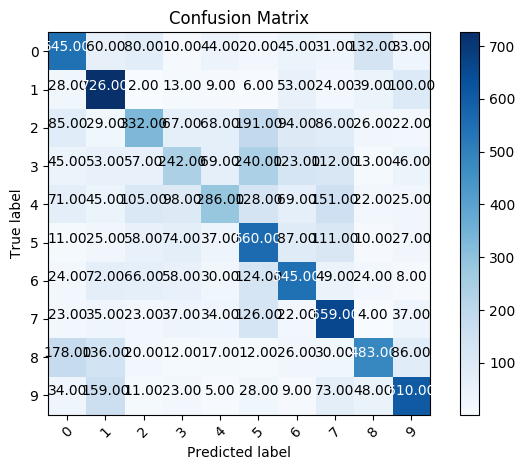 Confusion Matrix
0 545.00 60.00 80.00 10.00 44.00 20.00 45.00 31.00 132.00 33.00
1 28.00 726.00 2.00 13.00 9.00 6.00 53.00 24.00 39.00 100.00
2 85.00 29.00 332.00 67.00 68.00 191.00 94.00 86.00 26.00 22.00
3 45.00 53.00 57.00 242.00 69.00 240.00 123.00 112.00 13.00 46.00
4 71.00 45.00 105.00 98.00 286.00 128.00 69.00 151.00 22.00 25.00
5 11.00 25.00 58.00 74.00 37.00 560.00 87.00 111.00 10.00 27.00
6 24.00 72.00 66.00 58.00 30.00 124.00 545.00 49.00 24.00 8.00
7 23.00 35.00 23.00 37.00 34.00 126.00 22.00 659.00 4.00 37.00
8 178.00 136.00 20.00 12.00 17.00 12.00 26.00 30.00 483.00 86.00
9 34.00 159.00 11.00 23.00 5.00 28.00 9.00 73.00 48.00 610.00
0 1 2 3 4 5 6 7 8 9
Predicted label
True label
700
600
500
400
300
200
100